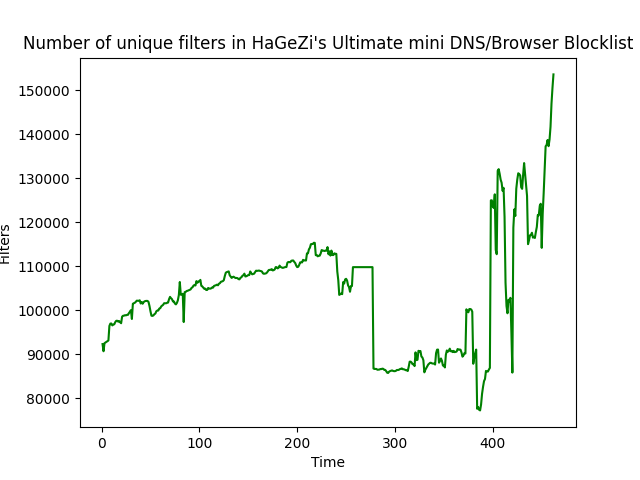 Number of unique filters in HaGeZi's Ultimate mini DNS/Browser Blocklist
150000
140000
130000
120000
110000
100000
90000
80000
Filters
0 100 200 300 400
Time